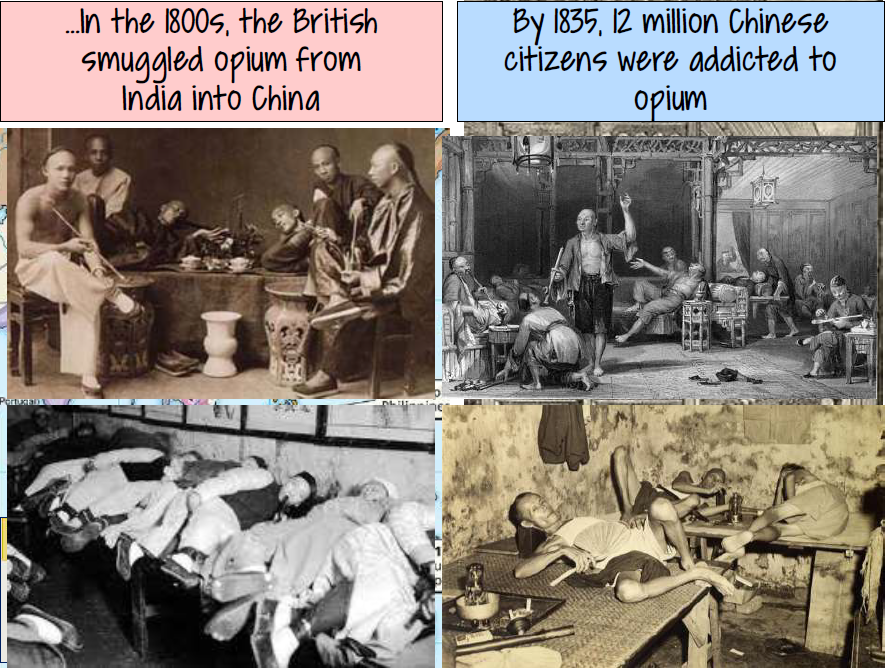 ...In the 1800s, the British
smuggled opium from
India into China
By 1835, 12 million Chinese
citizens were addicted to
opium
Portugal